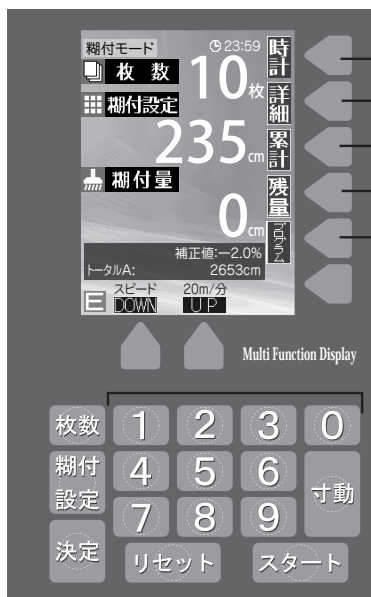 糊付モード 23:59
枚 数
10枚
糊付設定
235cm
糊付量
0cm
補正値:－2.0%
トータルA: 2653cm
スピード 20m/分
E DOWN UP
時計
詳細
累計
残量
プログラム
Multi Function Display
枚数 1 2 3 0
糊付設定 4 5 6 寸動
7 8 9
決定 リセット スタート